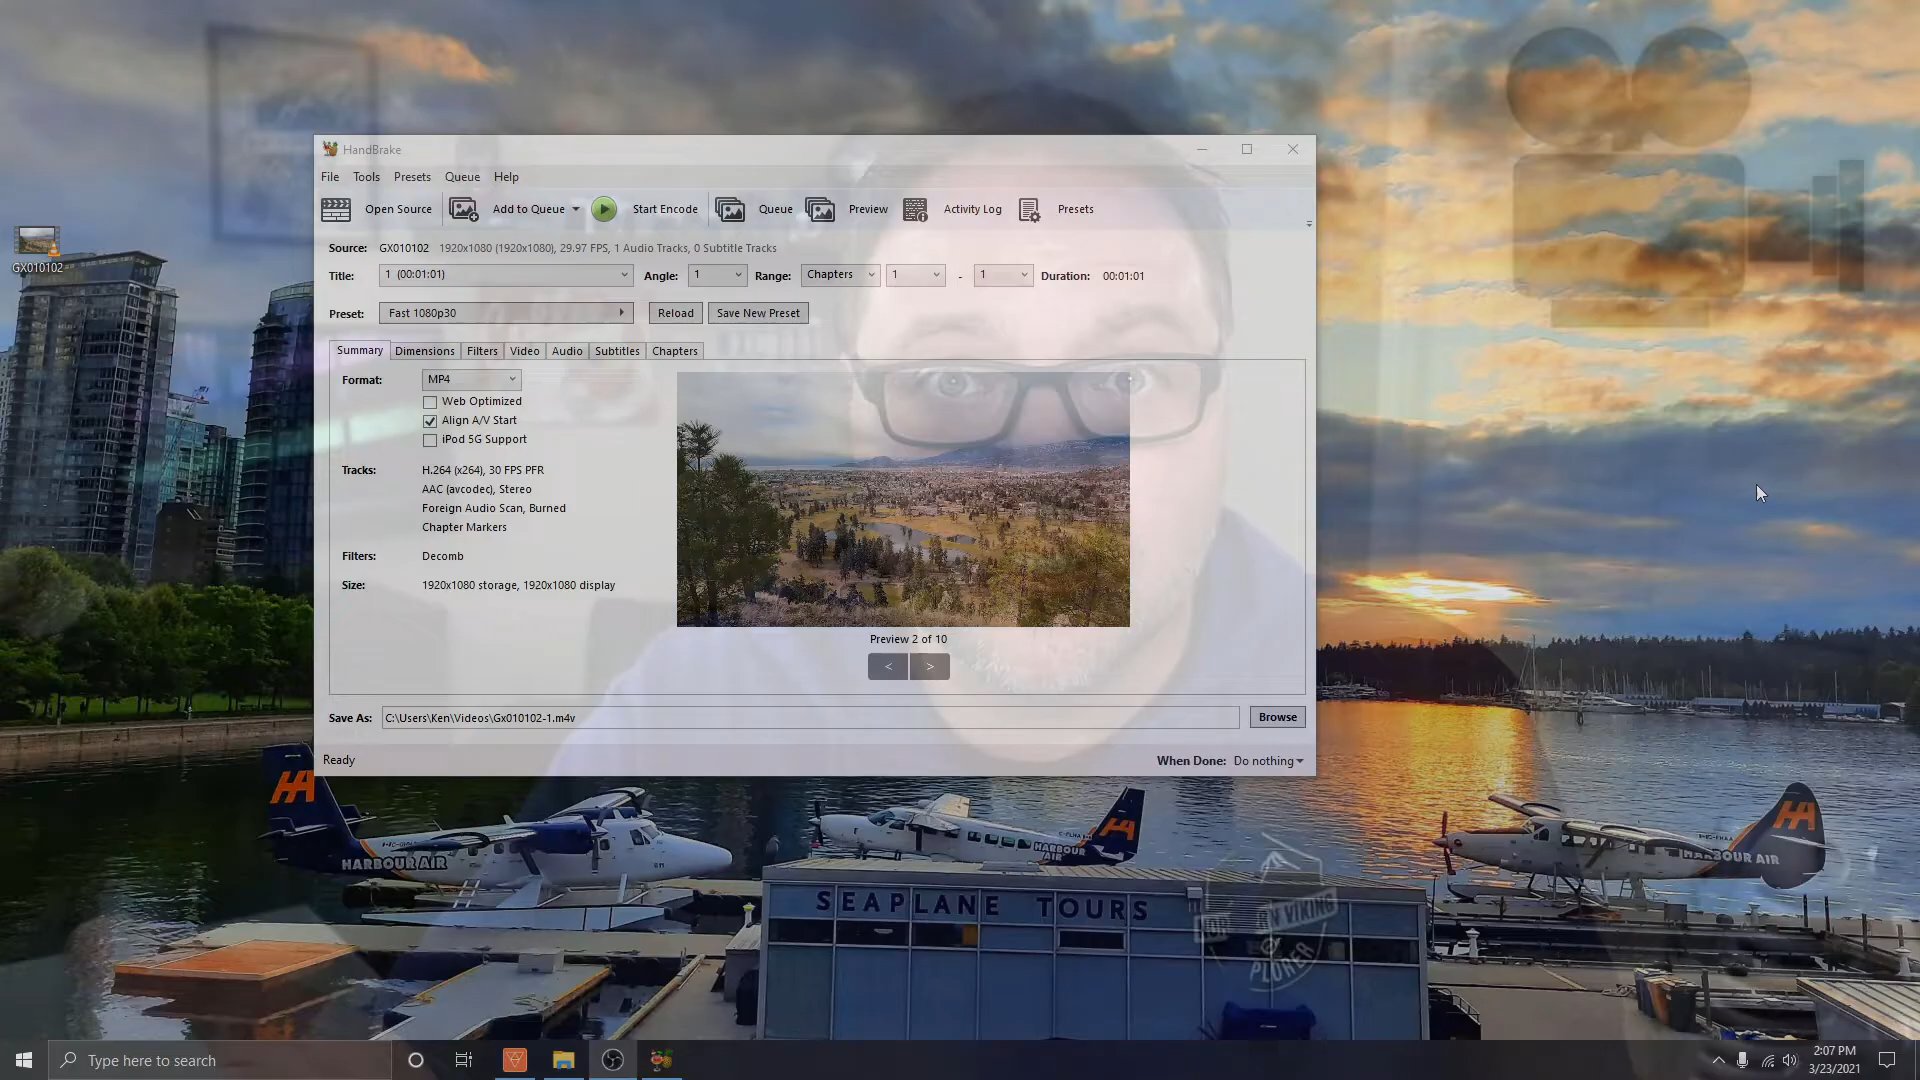 HandBrake
File Tools Presets Queue Help
Open Source Add to Queue Start Encode Queue Preview Activity Log Presets
Source: GX010102 1920x1080 (1920x1080), 29.97 FPS, 1 Audio Tracks, 0 Subtitle Tracks
GX010102
Title: 1 (00:01:01) Angle: 1 Range: Chapters 1 - 1 Duration: 00:01:01
Preset: Fast 1080p30 Reload Save New Preset
Summary Dimensions Filters Video Audio Subtitles Chapters
Format: MP4
Web Optimized
Align A/V Start
iPod 5G Support
Tracks: H.264 (x264), 30 FPS PFR
AAC (avcodec), Stereo
Foreign Audio Scan, Burned
Chapter Markers
Filters: Decomb
Size: 1920x1080 storage, 1920x1080 display
Preview 2 of 10
< >
Save As: C:\Users\Ken\Videos\Gx010102-1.m4v Browse
Ready When Done: Do nothing
HARBOUR AIR
HARBOUR AIR
HARBOUR AIR
SEAPLANE TOURS
VIKING
PLORER
Type here to search
2:07 PM
3/23/2021